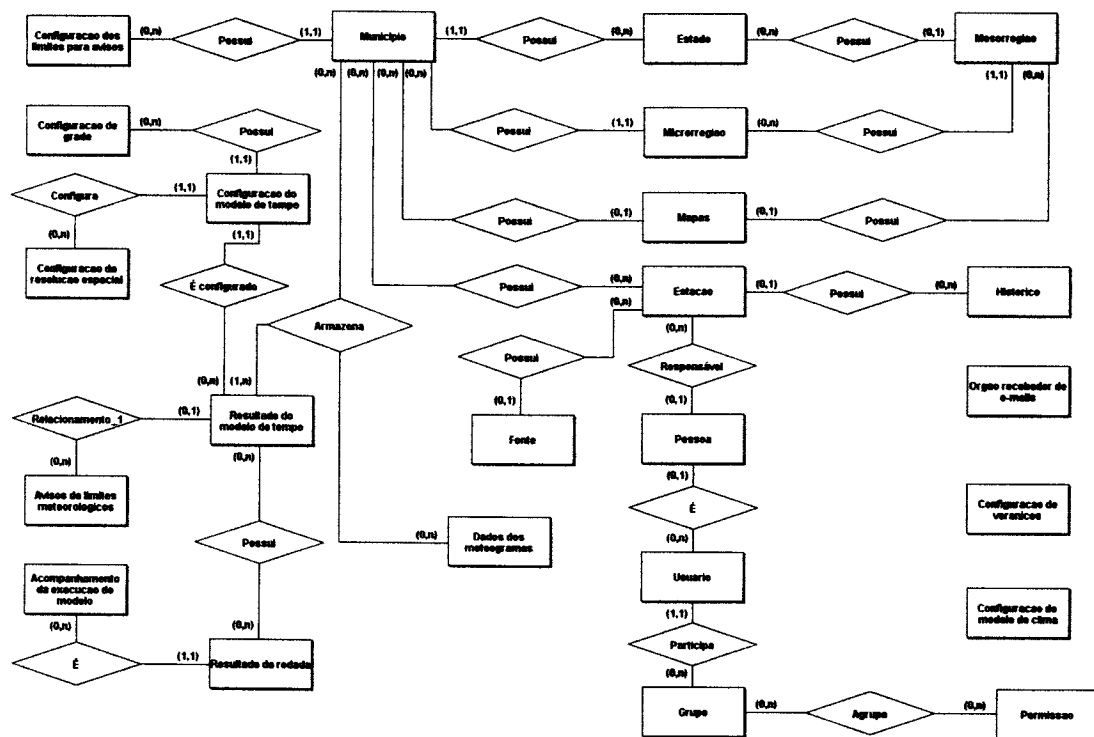 Configuracao dos
limites para avisos
(0,n)
Possui
(1,1)
Municipio
(1,1)
Possui
(0,n)
Estado
(0,n)
Possui
(0,1)
Mesorregiao
(0,n)
(0,n)
(0,n)
(0,n)
(1,1)
(0,n)
Configuracao de
grade
(0,n)
Possui
(1,1)
Possui
(1,1)
Microrregiao
(0,n)
Possui
Configura
(1,1)
Configuracao do
modelo de tempo
(0,n)
(1,1)
Possui
(0,1)
Mapas
(0,1)
Possui
Configuracao da
resolucao espacial
É configurado
Possui
(0,n)
Estacao
(0,1)
Possui
(0,n)
Historico
(0,n)
(0,n)
Armazena
Possui
Responsável
(0,n)
(1,n)
(0,1)
(0,1)
Orgao recebedor de
e-mails
Relacionamento_1
(0,1)
Resultado do
modelo de tempo
Fonte
Pessoa
(0,n)
(0,n)
(0,1)
Avisos de limites
meteorologicos
É
Configuracao de
veranicos
Possui
(0,n)
Dados dos
meteogramas
(0,n)
Acompanhamento
da execucao do
modelo
Usuario
Configuracao do
modelo de clima
(0,n)
(0,n)
(1,1)
É
(1,1)
Resultado da rodada
Participa
(0,n)
Grupo
(0,n)
Agrupa
(0,n)
Permissao